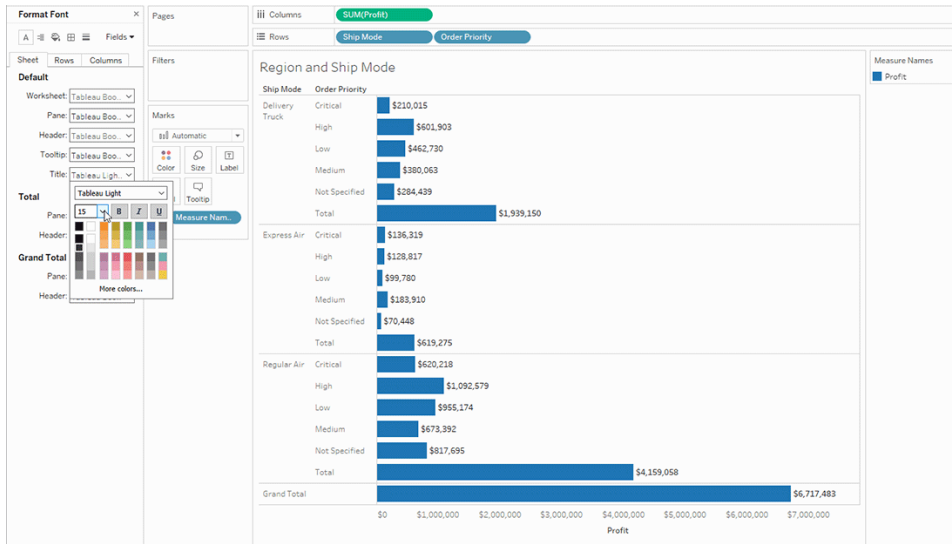 Format Font ×
A Fields
Sheet Rows Columns
Default
Worksheet: Tableau Boo..
Pane: Tableau Boo..
Header: Tableau Boo..
Tooltip: Tableau Boo..
Title: Tableau Ligh..
Total
Pane:
Header:
Grand Total
Pane:
Header:
Tableau Light
15 B I U
More colors...
Pages
Filters
Marks
Automatic
Color Size Label
Tooltip
Measure Nam..
Columns SUM(Profit)
Rows Ship Mode Order Priority
Region and Ship Mode
Ship Mode Order Priority
Delivery Truck Critical $210,015
High $601,903
Low $462,730
Medium $380,063
Not Specified $284,439
Total $1,939,150
Express Air Critical $136,319
High $128,817
Low $99,780
Medium $183,910
Not Specified $70,448
Total $619,275
Regular Air Critical $620,218
High $1,092,579
Low $955,174
Medium $673,392
Not Specified $817,695
Total $4,159,058
Grand Total $6,717,483
$0 $1,000,000 $2,000,000 $3,000,000 $4,000,000 $5,000,000 $6,000,000 $7,000,000
Profit
Measure Names
Profit